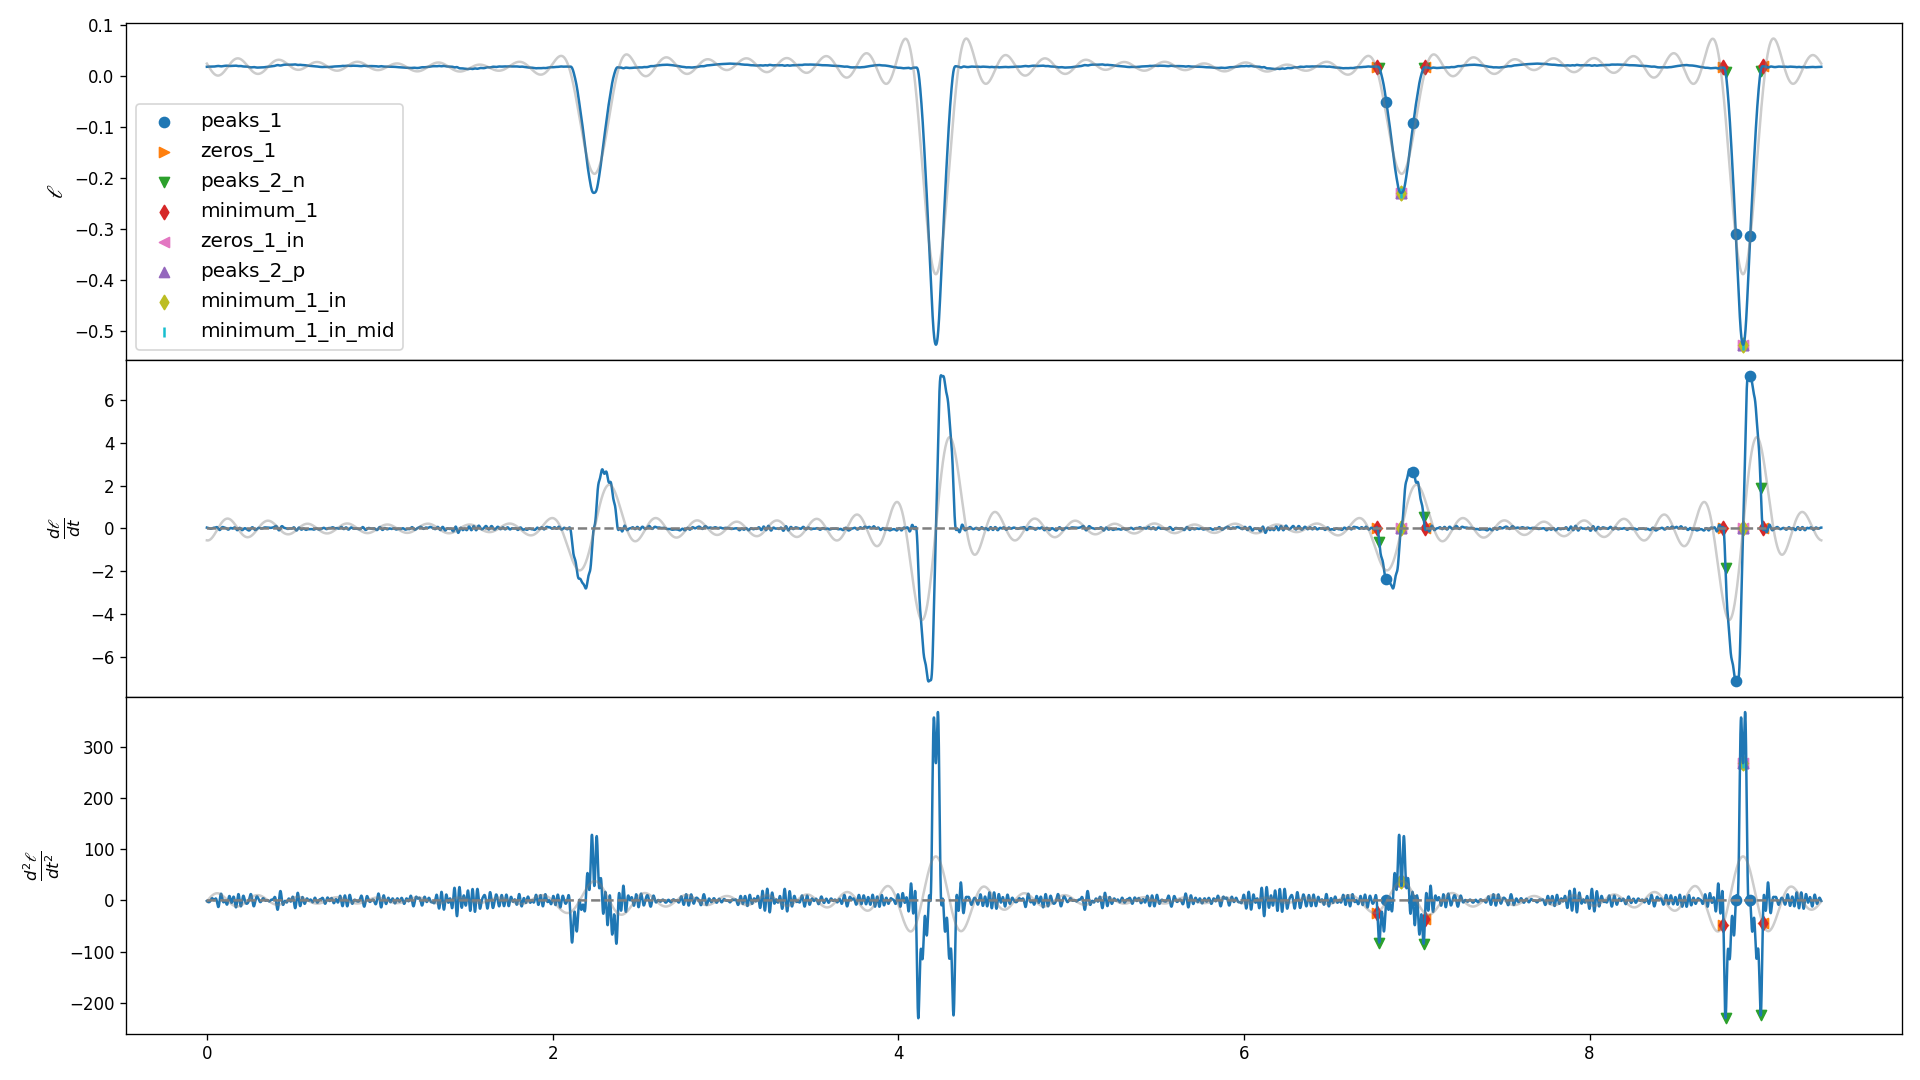 0.1
0.0
−0.1
−0.2
−0.3
−0.4
−0.5
ℓ
peaks_1
zeros_1
peaks_2_n
minimum_1
zeros_1_in
peaks_2_p
minimum_1_in
minimum_1_in_mid
6
4
2
0
−2
−4
−6
dℓ
dt
300
200
100
0
−100
−200
d²ℓ
dt²
0
2
4
6
8